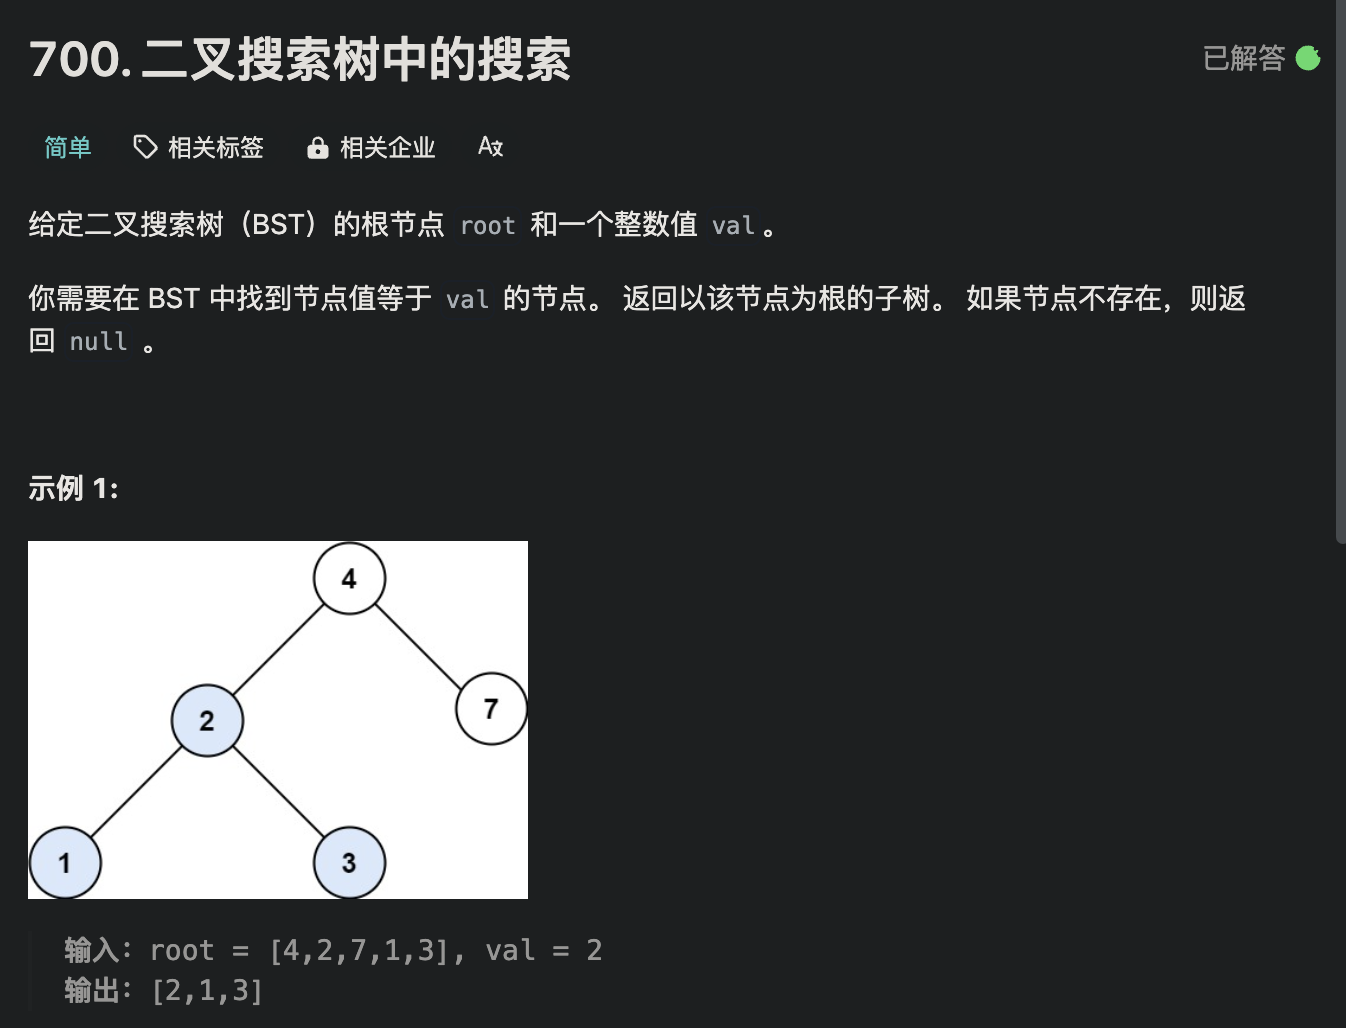 700. 二叉搜索树中的搜索
已解答
简单 相关标签 相关企业
给定二叉搜索树（BST）的根节点 root 和一个整数值 val。
你需要在 BST 中找到节点值等于 val 的节点。 返回以该节点为根的子树。 如果节点不存在，则返
回 null 。
示例 1:
4
2
7
1
3
输入：root = [4,2,7,1,3], val = 2
输出：[2,1,3]